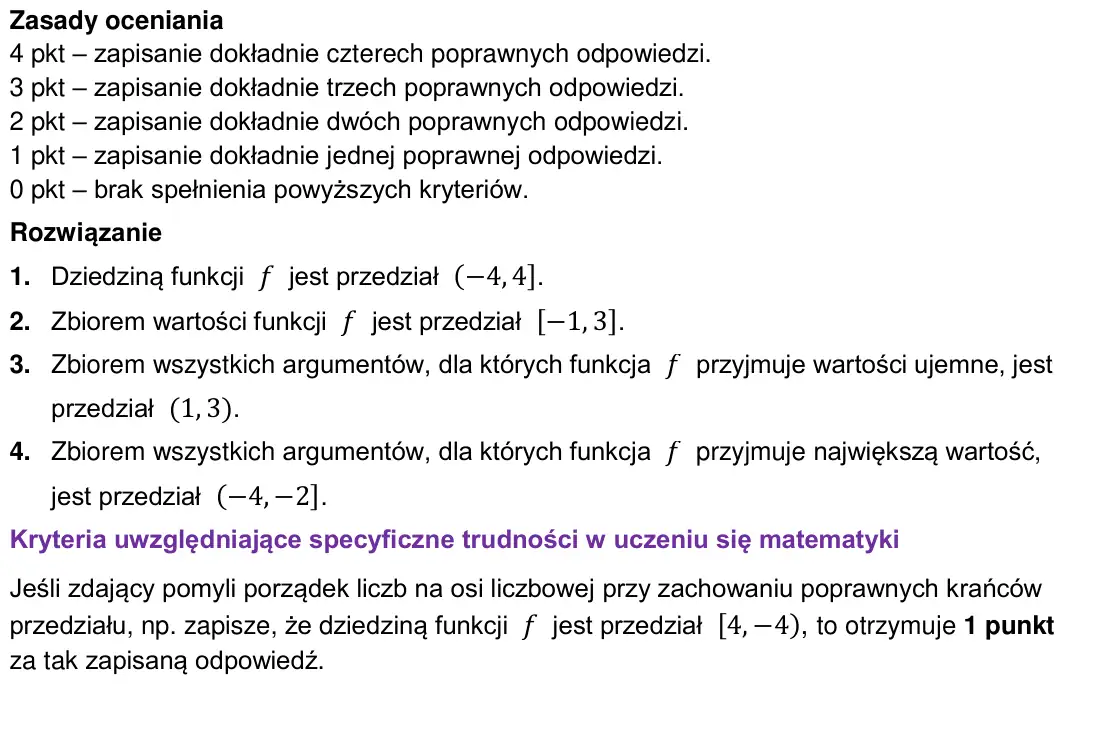 Zasady oceniania
4 pkt – zapisanie dokładnie czterech poprawnych odpowiedzi.
3 pkt – zapisanie dokładnie trzech poprawnych odpowiedzi.
2 pkt – zapisanie dokładnie dwóch poprawnych odpowiedzi.
1 pkt – zapisanie dokładnie jednej poprawnej odpowiedzi.
0 pkt – brak spełnienia powyższych kryteriów.
Rozwiązanie
1. Dziedziną funkcji f jest przedział (−4, 4].
2. Zbiorem wartości funkcji f jest przedział [−1, 3].
3. Zbiorem wszystkich argumentów, dla których funkcja f przyjmuje wartości ujemne, jest
przedział (1, 3).
4. Zbiorem wszystkich argumentów, dla których funkcja f przyjmuje największą wartość,
jest przedział (−4, −2].
Kryteria uwzględniające specyficzne trudności w uczeniu się matematyki
Jeśli zdający pomyli porządek liczb na osi liczbowej przy zachowaniu poprawnych krańców
przedziału, np. zapisze, że dziedziną funkcji f jest przedział [4, −4), to otrzymuje 1 punkt
za tak zapisaną odpowiedź.